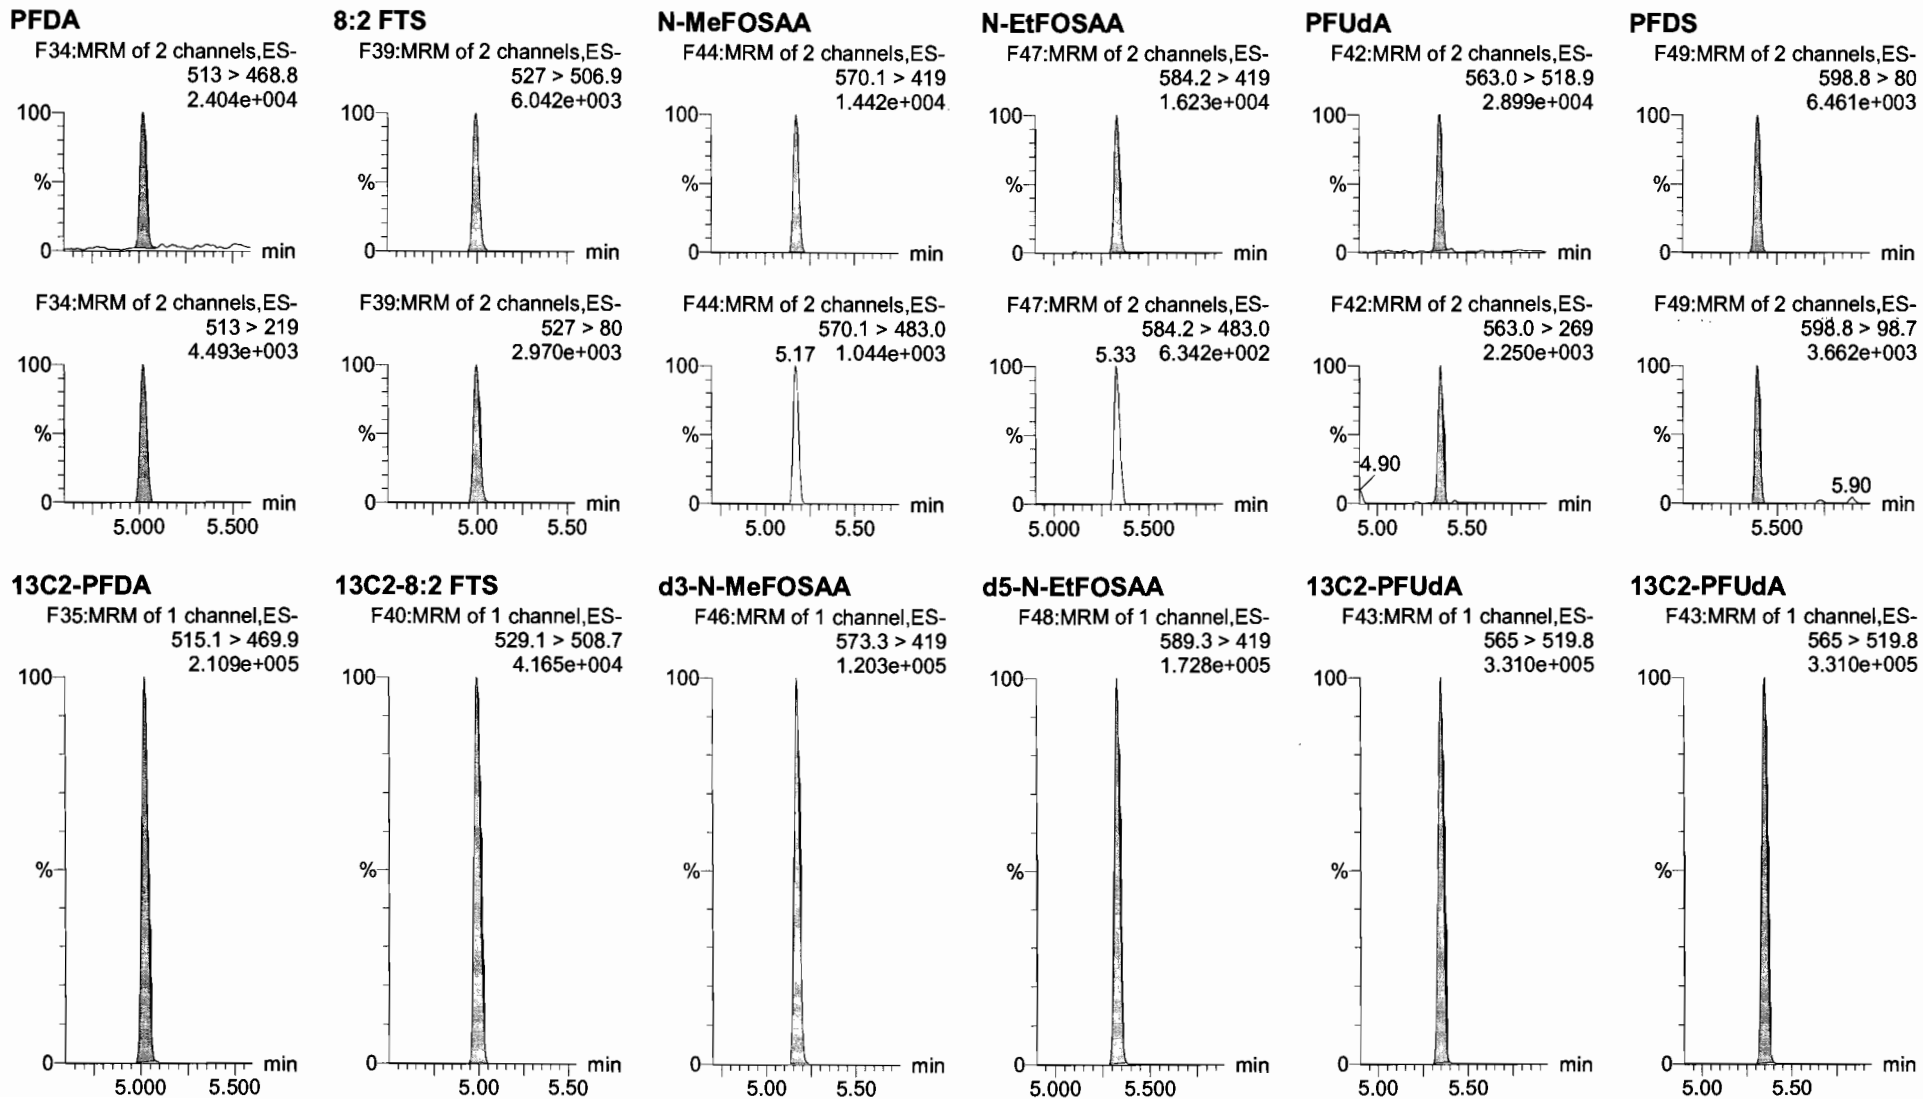 PFDA
F34:MRM of 2 channels,ES-
513 > 468.8
2.404e+004
100
%
0
min
F34:MRM of 2 channels,ES-
513 > 219
4.493e+003
100
%
0
min
5.000 5.500
8:2 FTS
F39:MRM of 2 channels,ES-
527 > 506.9
6.042e+003
100
%
0
min
F39:MRM of 2 channels,ES-
527 > 80
2.970e+003
100
%
0
min
5.00 5.50
N-MeFOSAA
F44:MRM of 2 channels,ES-
570.1 > 419
1.442e+004
100
%
0
min
F44:MRM of 2 channels,ES-
570.1 > 483.0
5.17 1.044e+003
100
%
0
min
5.00 5.50
N-EtFOSAA
F47:MRM of 2 channels,ES-
584.2 > 419
1.623e+004
100
%
0
min
F47:MRM of 2 channels,ES-
584.2 > 483.0
5.33 6.342e+002
100
%
0
min
5.000 5.500
PFUdA
F42:MRM of 2 channels,ES-
563.0 > 518.9
2.899e+004
100
%
0
min
F42:MRM of 2 channels,ES-
563.0 > 269
2.250e+003
100
%
4.90
0
min
5.00 5.50
PFDS
F49:MRM of 2 channels,ES-
598.8 > 80
6.461e+003
100
%
0
min
F49:MRM of 2 channels,ES-
598.8 > 98.7
3.662e+003
100
%
5.90
0
min
5.500
13C2-PFDA
F35:MRM of 1 channel,ES-
515.1 > 469.9
2.109e+005
100
%
0
min
5.000 5.500
13C2-8:2 FTS
F40:MRM of 1 channel,ES-
529.1 > 508.7
4.165e+004
100
%
0
min
5.00 5.50
d3-N-MeFOSAA
F46:MRM of 1 channel,ES-
573.3 > 419
1.203e+005
100
%
0
min
5.00 5.50
d5-N-EtFOSAA
F48:MRM of 1 channel,ES-
589.3 > 419
1.728e+005
100
%
0
min
5.000 5.500
13C2-PFUdA
F43:MRM of 1 channel,ES-
565 > 519.8
3.310e+005
100
%
0
min
5.00 5.50
13C2-PFUdA
F43:MRM of 1 channel,ES-
565 > 519.8
3.310e+005
100
%
0
min
5.00 5.50